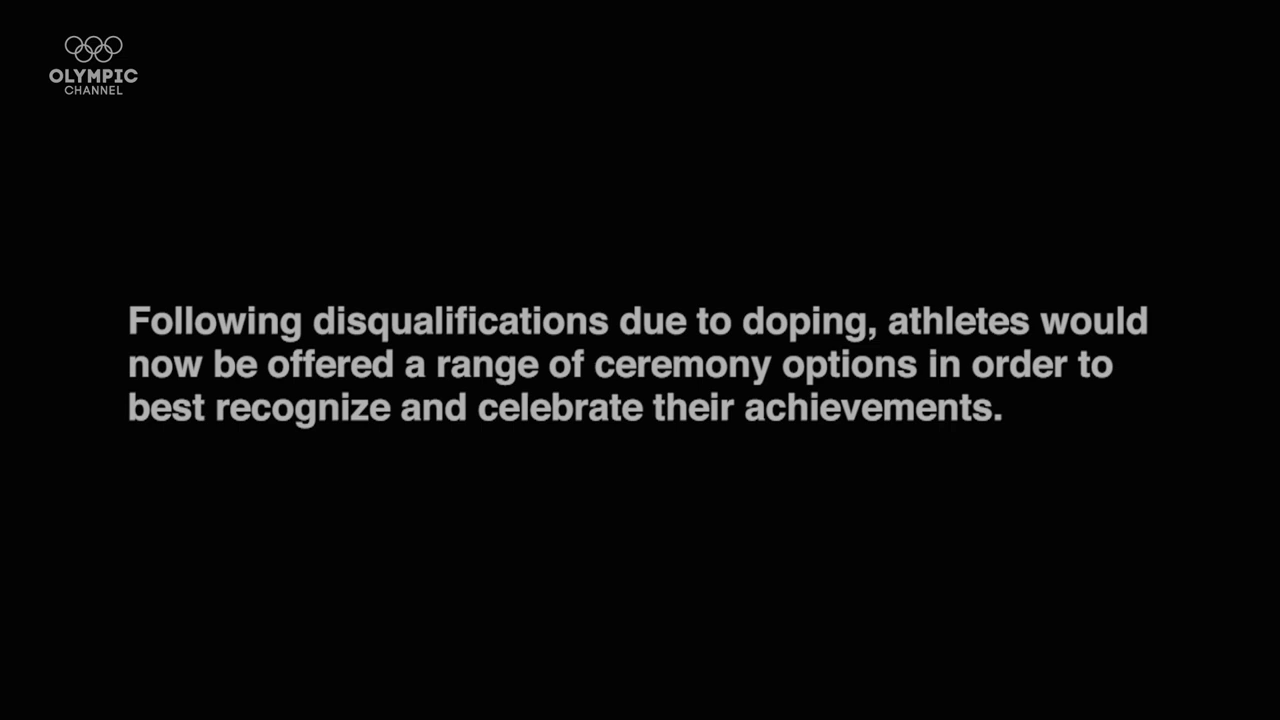 OLYMPIC
CHANNEL
Following disqualifications due to doping, athletes would
now be offered a range of ceremony options in order to
best recognize and celebrate their achievements.